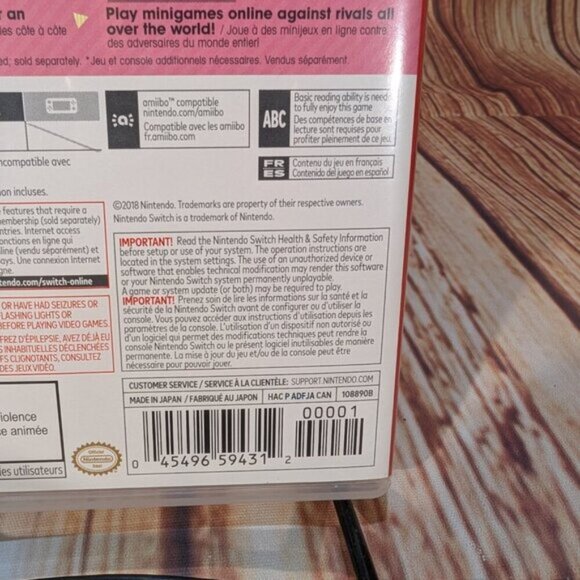 r an
ies côte à côte
Play minigames online against rivals all
over the world! / Joue à des minijeux en ligne contre
des adversaires du monde entier!
ed; sold separately. *Jeu et console additionnels nécessaires. Vendus séparément.
amiibo™ compatible
nintendo.com/amiibo
Compatible avec les amiibo
fr.amiibo.com
ABC
Basic reading ability is needed
to fully enjoy this game.
Des compétences de base en
lecture sont requises pour
profiter pleinement de ce jeu.
FR
ES
Contenu du jeu en français
Contenido del juego en español
ncompatible avec
non incluses.
©2018 Nintendo. Trademarks are property of their respective owners.
Nintendo Switch is a trademark of Nintendo.
e features that require a
membership (sold separately)
ntries. Internet access
onctions en ligne qui
line (vendu séparément) et
ays. Une connexion Internet
gne.
tendo.com/switch-online
OR HAVE HAD SEIZURES OR
FLASHING LIGHTS OR
BEFORE PLAYING VIDEO GAMES.
FREZ D'ÉPILEPSIE, AVEZ DÉJÀ EU
S INHABITUELLES DÉCLENCHÉES
FS CLIGNOTANTS, CONSULTEZ
DES JEUX VIDÉO.
IMPORTANT! Read the Nintendo Switch Health & Safety Information
before setup or use of your system. The operation instructions are
located in the system settings. The use of an unauthorized device or
software that enables technical modification may render this software
or your Nintendo Switch system permanently unplayable.
A game or system update (or both) may be required to play.
IMPORTANT! Prenez soin de lire les informations sur la santé et la
sécurité de la Nintendo Switch avant de configurer ou d'utiliser la
console. Vous pouvez accéder aux instructions d'utilisation depuis les
paramètres de la console. L'utilisation d'un dispositif non autorisé ou
d'un logiciel qui permet des modifications techniques peut rendre la
console Nintendo Switch ou le présent logiciel inutilisables de manière
permanente. La mise à jour du jeu et/ou de la console peut être
nécessaire pour pouvoir jouer.
CUSTOMER SERVICE / SERVICE À LA CLIENTÈLE: SUPPORT.NINTENDO.COM
MADE IN JAPAN / FABRIQUÉ AU JAPON HAC P ADFJA CAN 108890B
iolence
ce animée
es utilisateurs
Official
Nintendo
Seal
00001
0 45496 59431 2